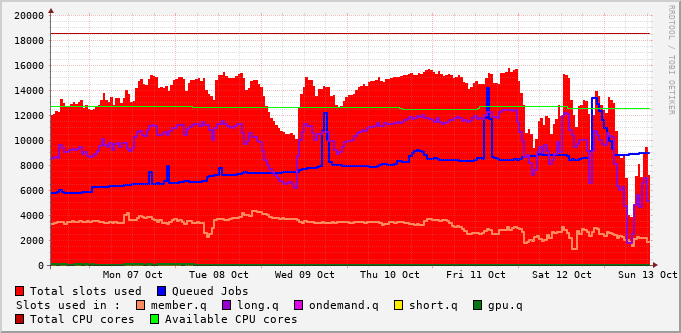 20000
18000
16000
14000
12000
10000
8000
6000
4000
2000
0
Mon 07 Oct Tue 08 Oct Wed 09 Oct Thu 10 Oct Fri 11 Oct Sat 12 Oct Sun 13 Oct
RRDTOOL / TOBI OETIKER
Total slots used Queued Jobs
Slots used in : member.q long.q ondemand.q short.q gpu.q
Total CPU cores Available CPU cores